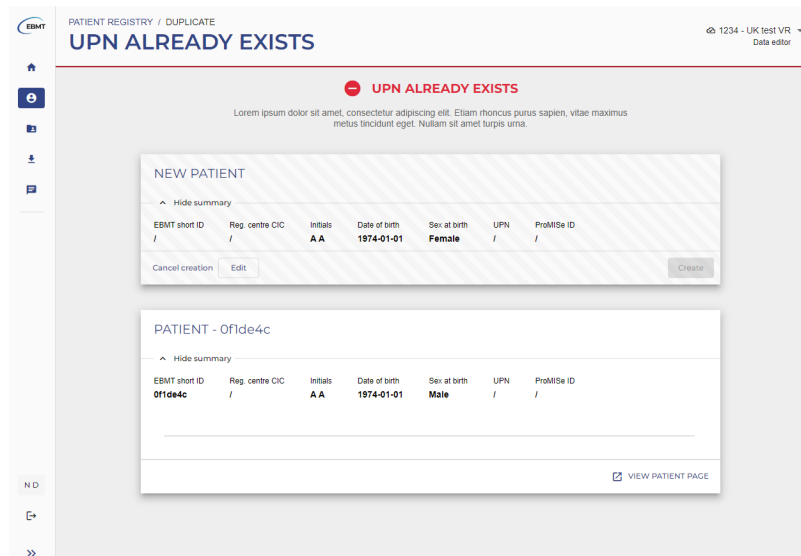 EBMT
PATIENT REGISTRY / DUPLICATE
UPN ALREADY EXISTS
1234 - UK test VR
Data editor
UPN ALREADY EXISTS
Lorem ipsum dolor sit amet, consectetur adipiscing elit. Etiam rhoncus purus sapien, vitae maximus
metus tincidunt eget. Nullam sit amet turpis urna.
NEW PATIENT
Hide summary
EBMT short ID Reg. centre CIC Initials Date of birth Sex at birth UPN ProMISe ID
/ / A A 1974-01-01 Female / /
Cancel creation Edit Create
PATIENT - 0f1de4c
Hide summary
EBMT short ID Reg. centre CIC Initials Date of birth Sex at birth UPN ProMISe ID
0f1de4c / A A 1974-01-01 Male / /
VIEW PATIENT PAGE
N D